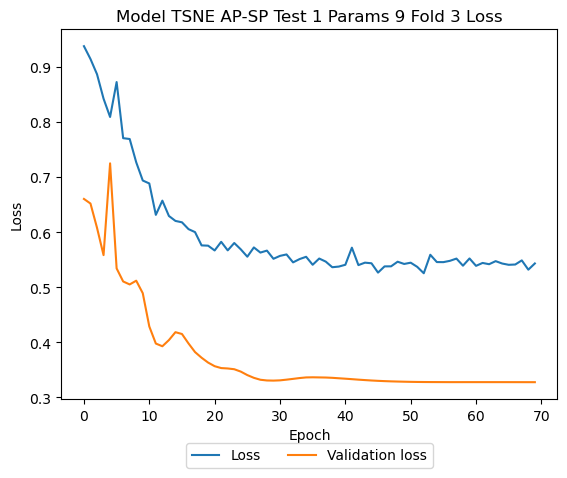 Model TSNE AP-SP Test 1 Params 9 Fold 3 Loss
0.9
0.8
0.7
0.6
0.5
0.4
0.3
Loss
0 10 20 30 40 50 60 70
Epoch
Loss Validation loss